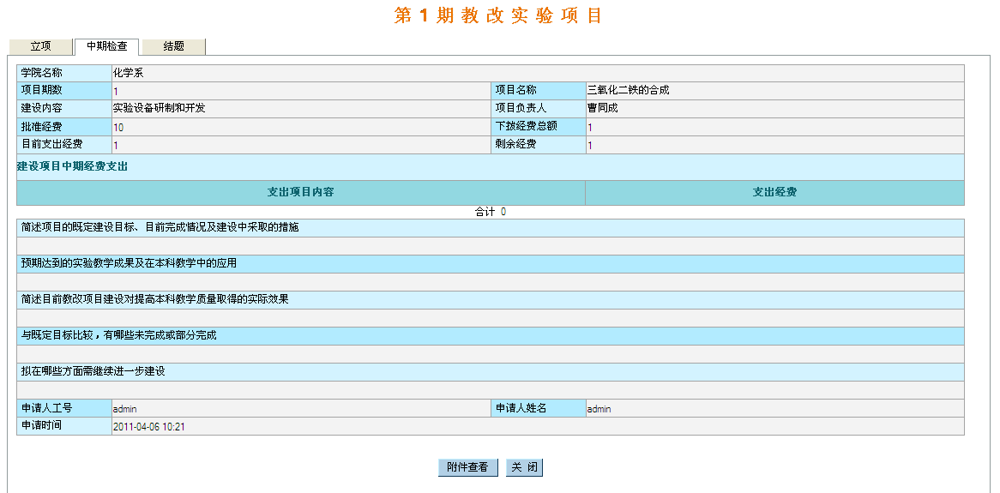 第 1 期 教 改 实 验 项 目
立项 中期检查 结题
学院名称 化学系
项目期数 1 项目名称 三氧化二铁的合成
建设内容 实验设备研制和开发 项目负责人 曹同成
批准经费 10 下拨经费总额 1
目前支出经费 1 剩余经费 1
建设项目中期经费支出
支出项目内容 支出经费
合计 0
简述项目的既定建设目标、目前完成情况及建设中采取的措施
预期达到的实验教学成果及在本科教学中的应用
简述目前教改项目建设对提高本科教学质量取得的实际效果
与既定目标比较，有哪些未完成或部分完成
拟在哪些方面需继续进一步建设
申请人工号 admin 申请人姓名 admin
申请时间 2011-04-06 10:21
附件查看 关 闭